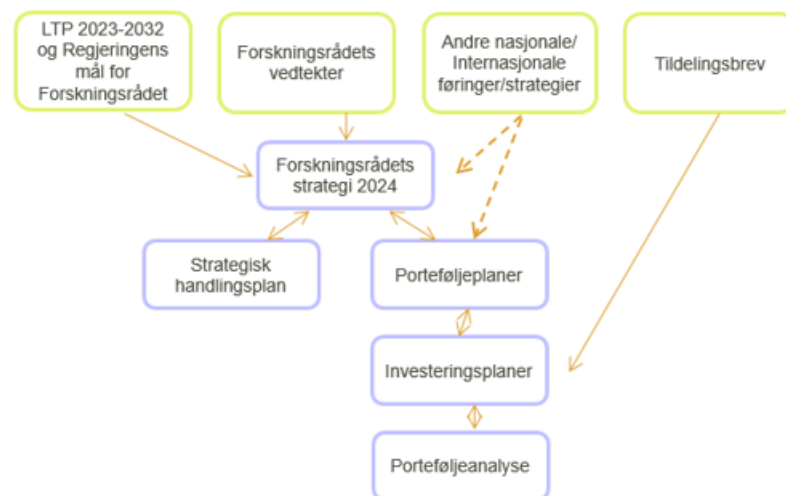 LTP 2023-2032
og Regjeringens
mål for
Forskningsrådet
Forskningsrådets
vedtekter
Andre nasjonale/
Internasjonale
føringer/strategier
Tildelingsbrev
Forskningsrådets
strategi 2024
Strategisk
handlingsplan
Porteføljeplaner
Investeringsplaner
Porteføljeanalyse